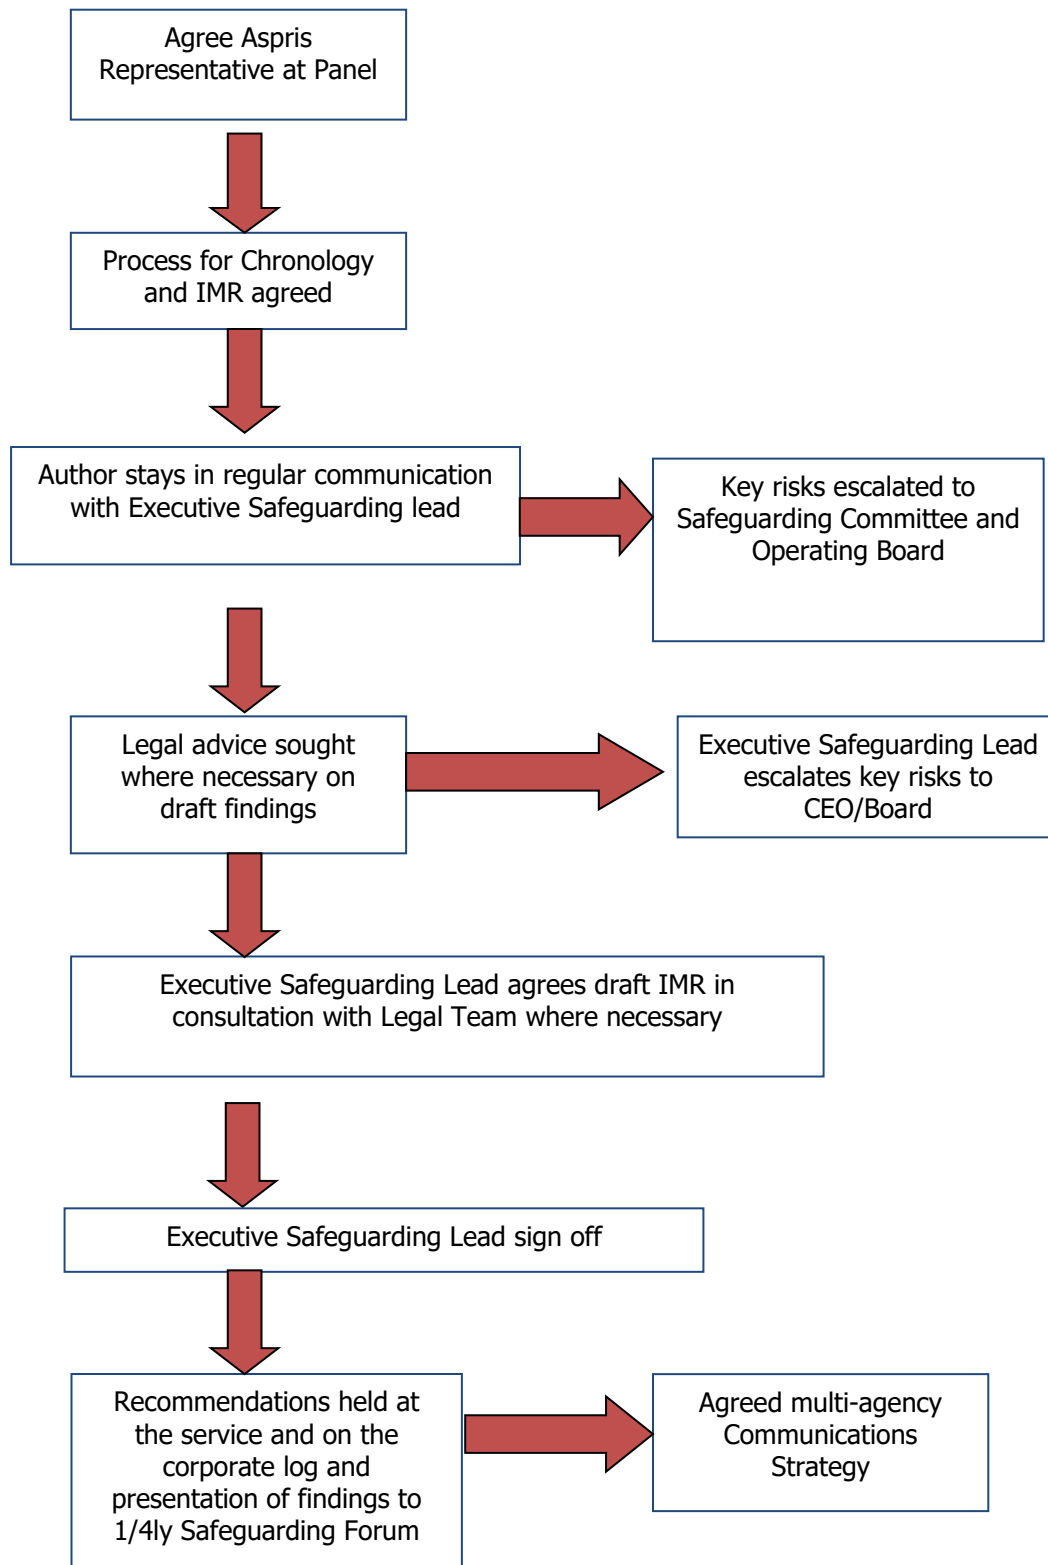 Agree Aspris
Representative at Panel
Process for Chronology
and IMR agreed
Author stays in regular communication
with Executive Safeguarding lead
Key risks escalated to
Safeguarding Committee and
Operating Board
Legal advice sought
where necessary on
draft findings
Executive Safeguarding Lead
escalates key risks to
CEO/Board
Executive Safeguarding Lead agrees draft IMR in
consultation with Legal Team where necessary
Executive Safeguarding Lead sign off
Recommendations held at
the service and on the
corporate log and
presentation of findings to
1/4ly Safeguarding Forum
Agreed multi-agency
Communications
Strategy